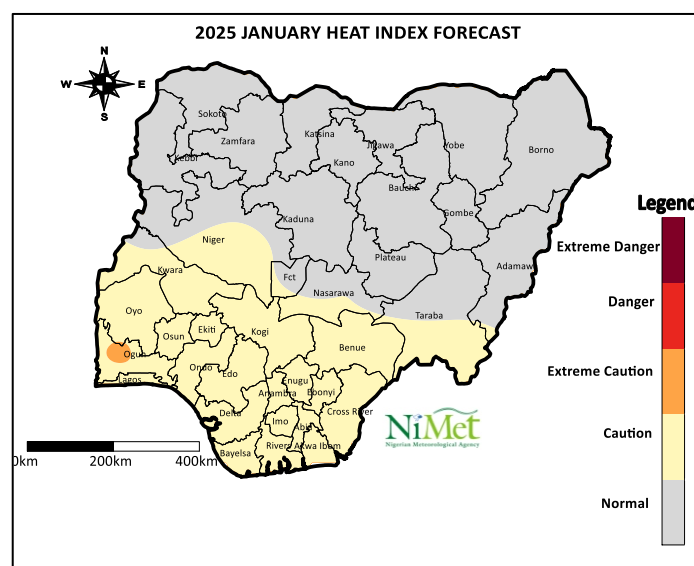 2025 JANUARY HEAT INDEX FORECAST
N
W E
S
Sokoto
Zamfara
Katsina
Jigawa
Yobe
Borno
Kebbi
Kano
Bauchi
Gombe
Kaduna
Niger
Plateau
Adamaw
Kwara
Fct
Nasarawa
Taraba
Oyo
Osun
Ekiti
Kogi
Benue
Ogun
Lagos
Ondo
Edo
Enugu
Anambra
Ebonyi
Cross River
Delta
Imo
Abia
Bayelsa
Rivers
Akwa Ibom
NiMet
Nigerian Meteorological Agency
0km 200km 400km
Legend
Extreme Danger
Danger
Extreme Caution
Caution
Normal